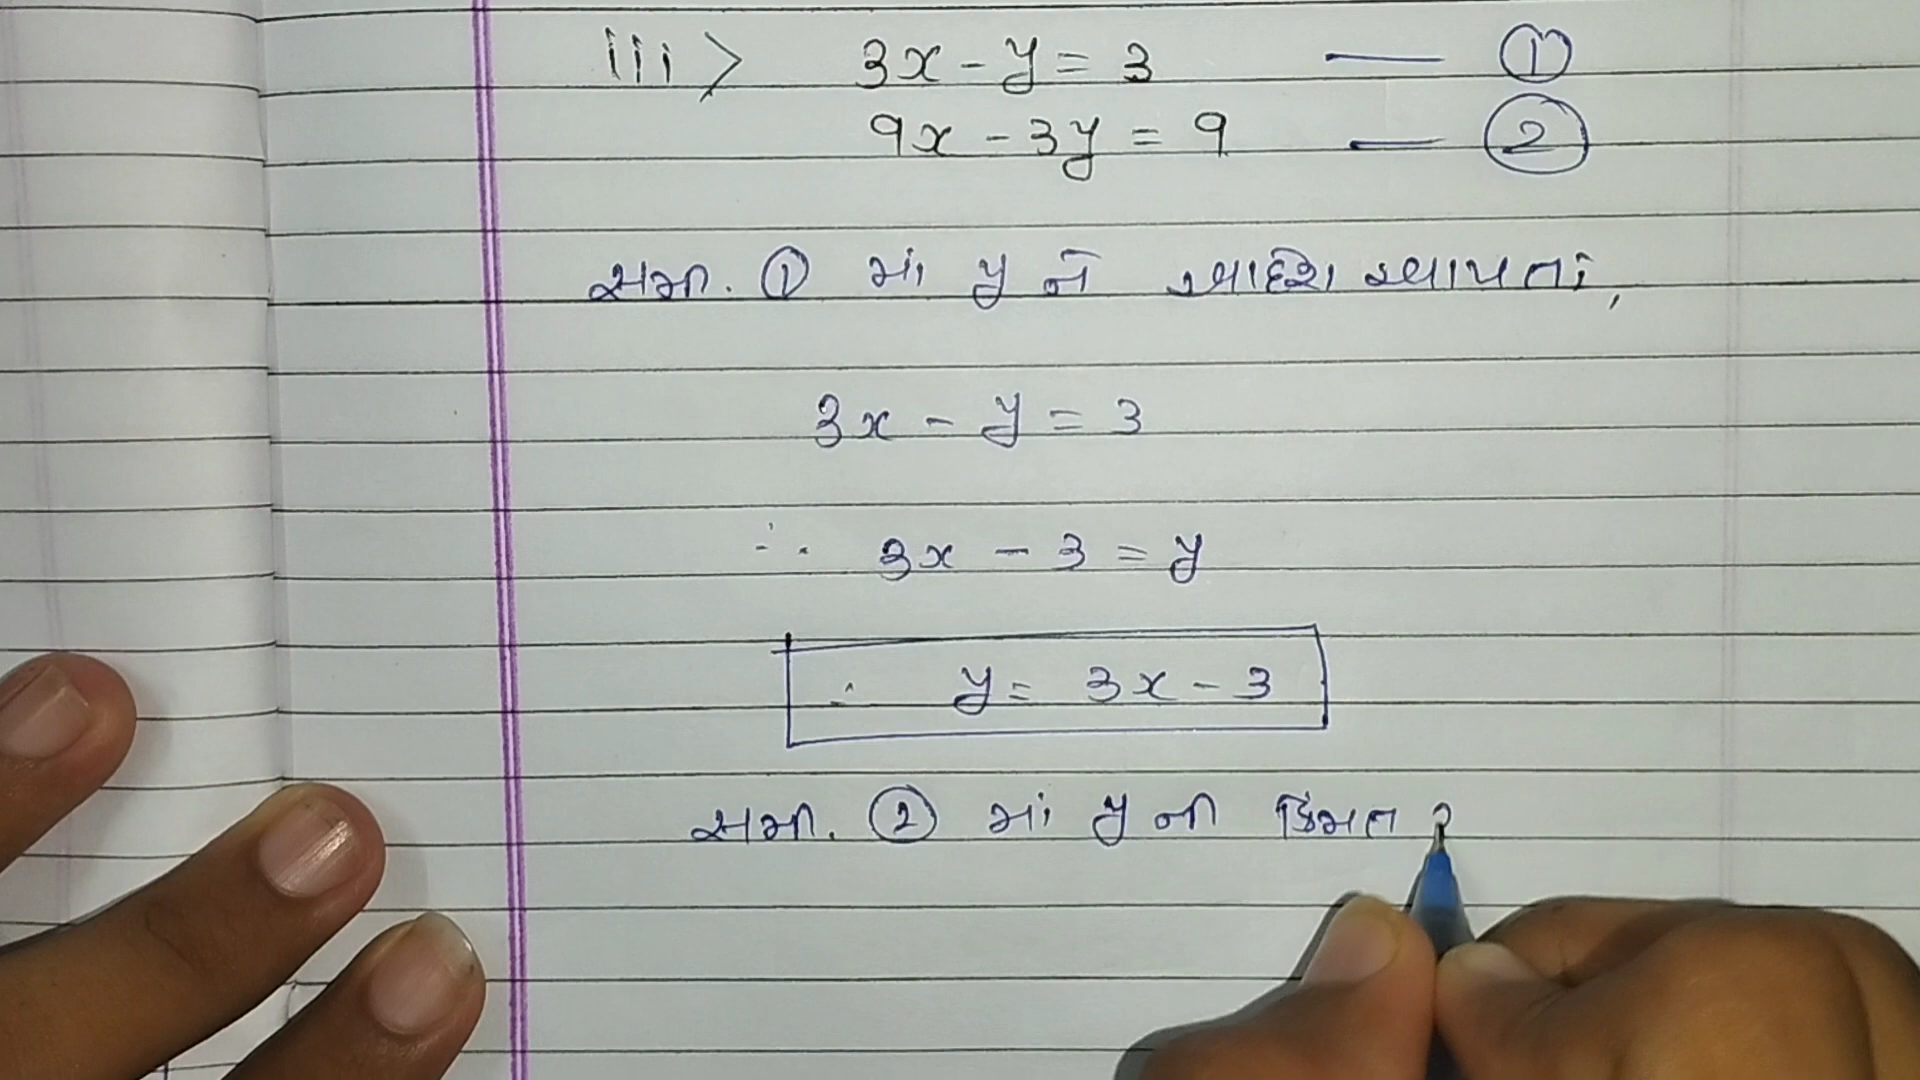 iii> 3x - y = 3 — ①
9x - 3y = 9 — ②
સમી. ① માં y ને આદેશ સ્થાપતાં,
3x - y = 3
∴ 3x - 3 = y
∴ y = 3x - 3
સમી. ② માં y ની કિંમત